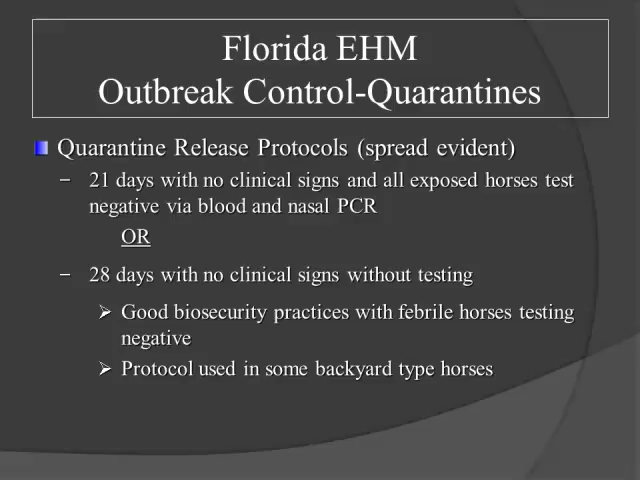 Florida EHM
Outbreak Control-Quarantines
Quarantine Release Protocols (spread evident)
– 21 days with no clinical signs and all exposed horses test
negative via blood and nasal PCR
OR
– 28 days with no clinical signs without testing
➢ Good biosecurity practices with febrile horses testing
negative
➢ Protocol used in some backyard type horses